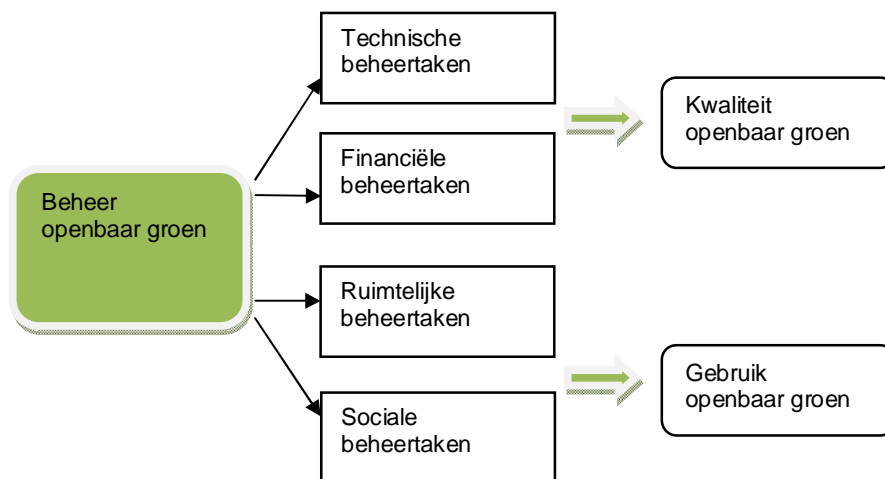 Technische
beheertaken
Kwaliteit
openbaar groen
Financiële
beheertaken
Beheer
openbaar groen
Ruimtelijke
beheertaken
Gebruik
openbaar groen
Sociale
beheertaken